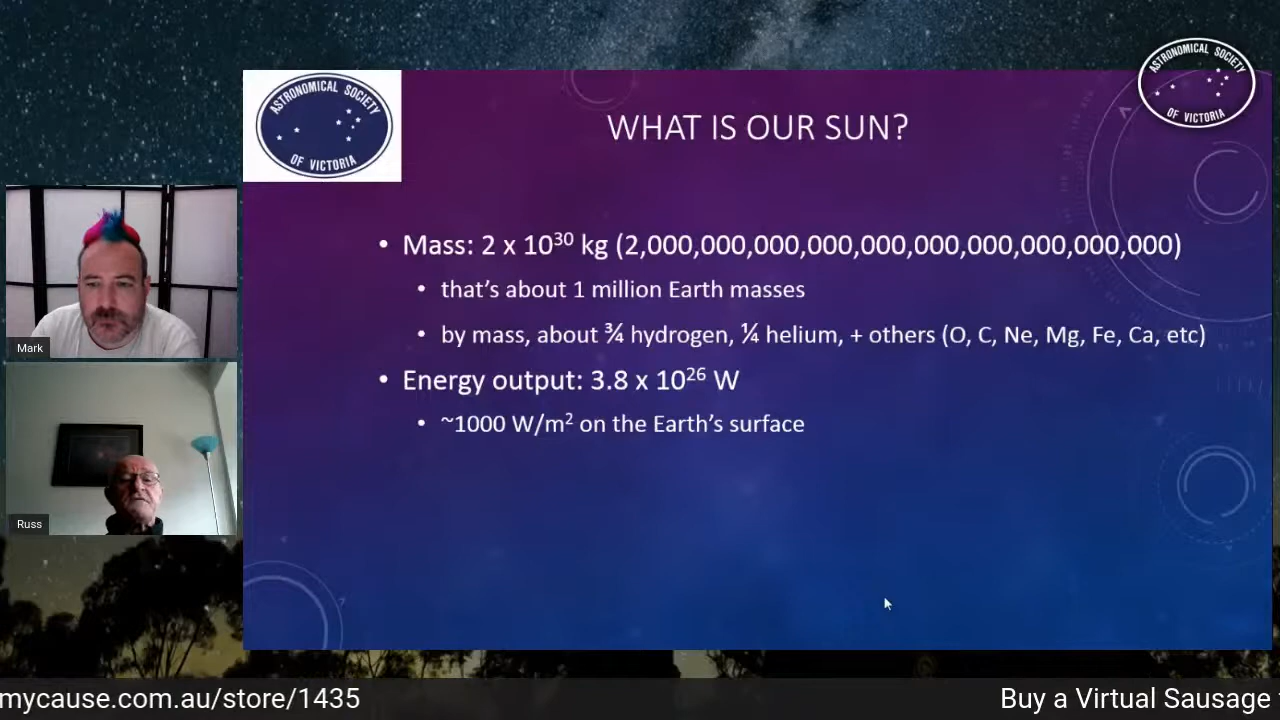 ASTRONOMICAL SOCIETY
OF VICTORIA
ASTRONOMICAL SOCIETY
OF VICTORIA
WHAT IS OUR SUN?
• Mass: 2 x 10³⁰ kg (2,000,000,000,000,000,000,000,000,000,000)
• that's about 1 million Earth masses
• by mass, about ¾ hydrogen, ¼ helium, + others (O, C, Ne, Mg, Fe, Ca, etc)
• Energy output: 3.8 x 10²⁶ W
• ~1000 W/m² on the Earth's surface
Mark
Russ
mycause.com.au/store/1435 Buy a Virtual Sausage